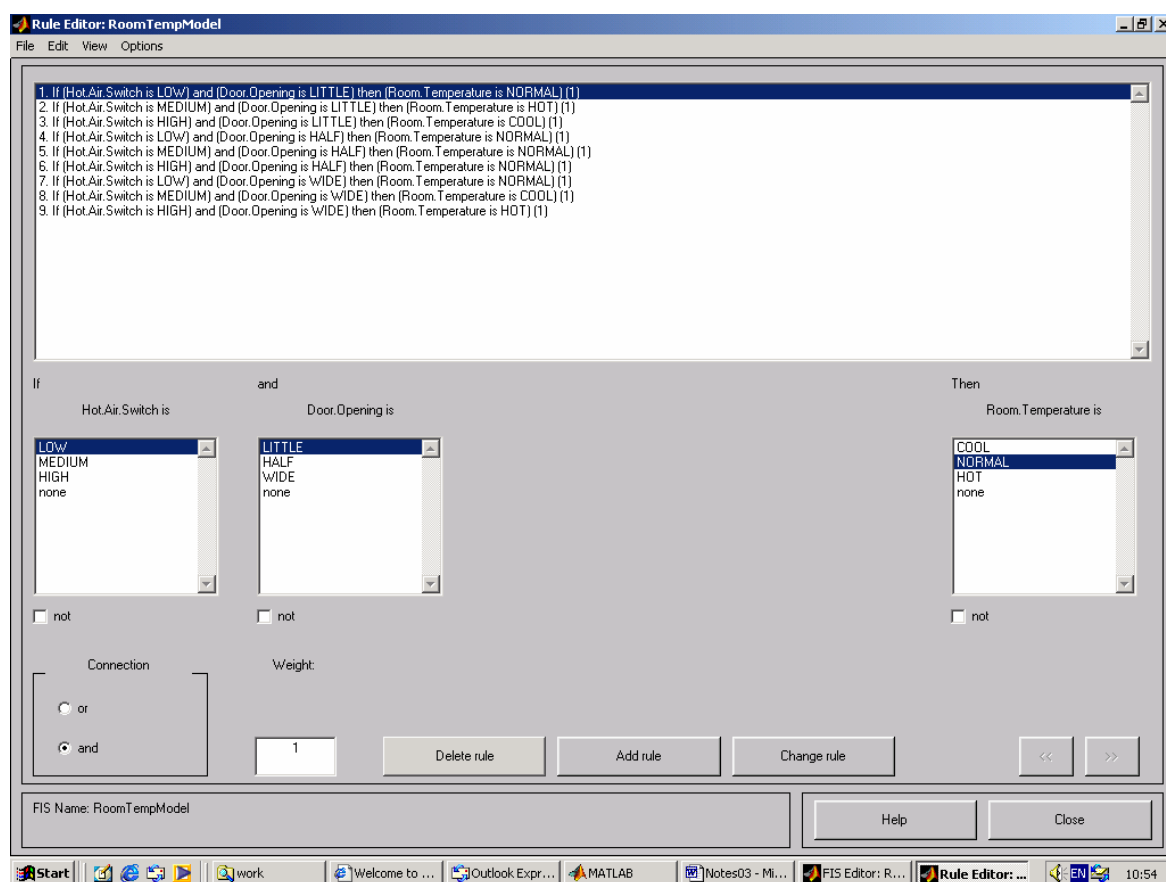 Rule Editor: RoomTempModel
File Edit View Options
1. If (Hot.Air.Switch is LOW) and (Door.Opening is LITTLE) then (Room.Temperature is NORMAL) (1)
2. If (Hot.Air.Switch is MEDIUM) and (Door.Opening is LITTLE) then (Room.Temperature is HOT) (1)
3. If (Hot.Air.Switch is HIGH) and (Door.Opening is LITTLE) then (Room.Temperature is COOL) (1)
4. If (Hot.Air.Switch is LOW) and (Door.Opening is HALF) then (Room.Temperature is NORMAL) (1)
5. If (Hot.Air.Switch is MEDIUM) and (Door.Opening is HALF) then (Room.Temperature is NORMAL) (1)
6. If (Hot.Air.Switch is HIGH) and (Door.Opening is HALF) then (Room.Temperature is NORMAL) (1)
7. If (Hot.Air.Switch is LOW) and (Door.Opening is WIDE) then (Room.Temperature is NORMAL) (1)
8. If (Hot.Air.Switch is MEDIUM) and (Door.Opening is WIDE) then (Room.Temperature is COOL) (1)
9. If (Hot.Air.Switch is HIGH) and (Door.Opening is WIDE) then (Room.Temperature is HOT) (1)
If and Then
Hot.Air.Switch is Door.Opening is Room.Temperature is
LOW LITTLE COOL
MEDIUM HALF NORMAL
HIGH WIDE HOT
none none none
not not not
Connection Weight:
or
and 1 Delete rule Add rule Change rule << >>
FIS Name: RoomTempModel Help Close
Start work Welcome to ... Outlook Expr... MATLAB Notes03 - Mi... FIS Editor: R... Rule Editor: ... EN 10:54